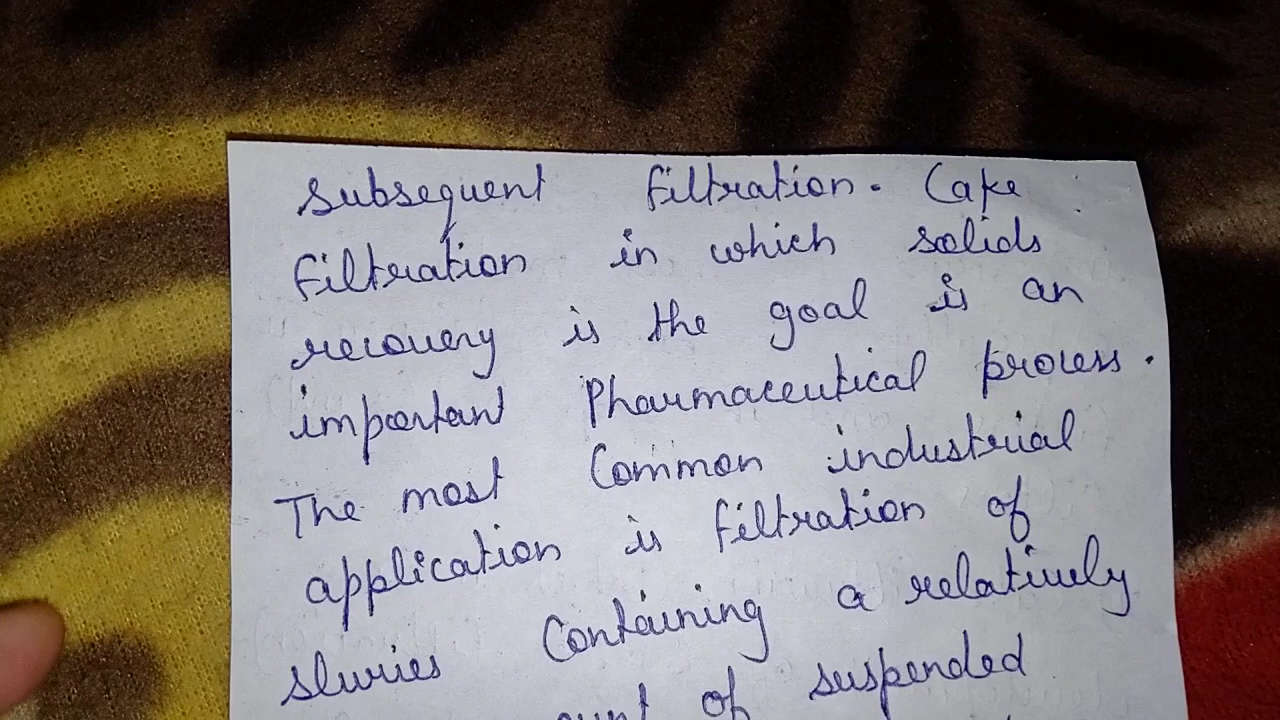 Subsequent filtration. Cake
filtration in which solids
recovery is the goal is an
important Pharmaceutical process.
The most Common industrial
application is filtration of
sluries Containing a relatively
of suspended